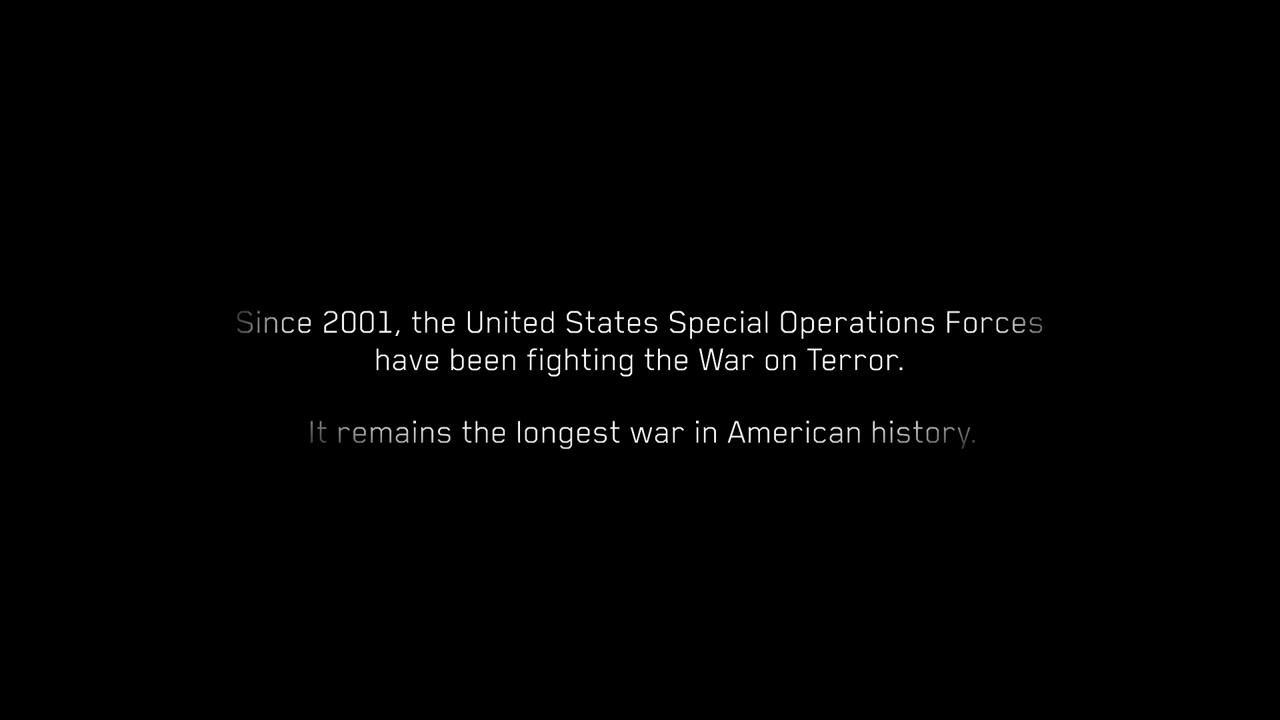 Since 2001, the United States Special Operations Forces
have been fighting the War on Terror.
It remains the longest war in American history.